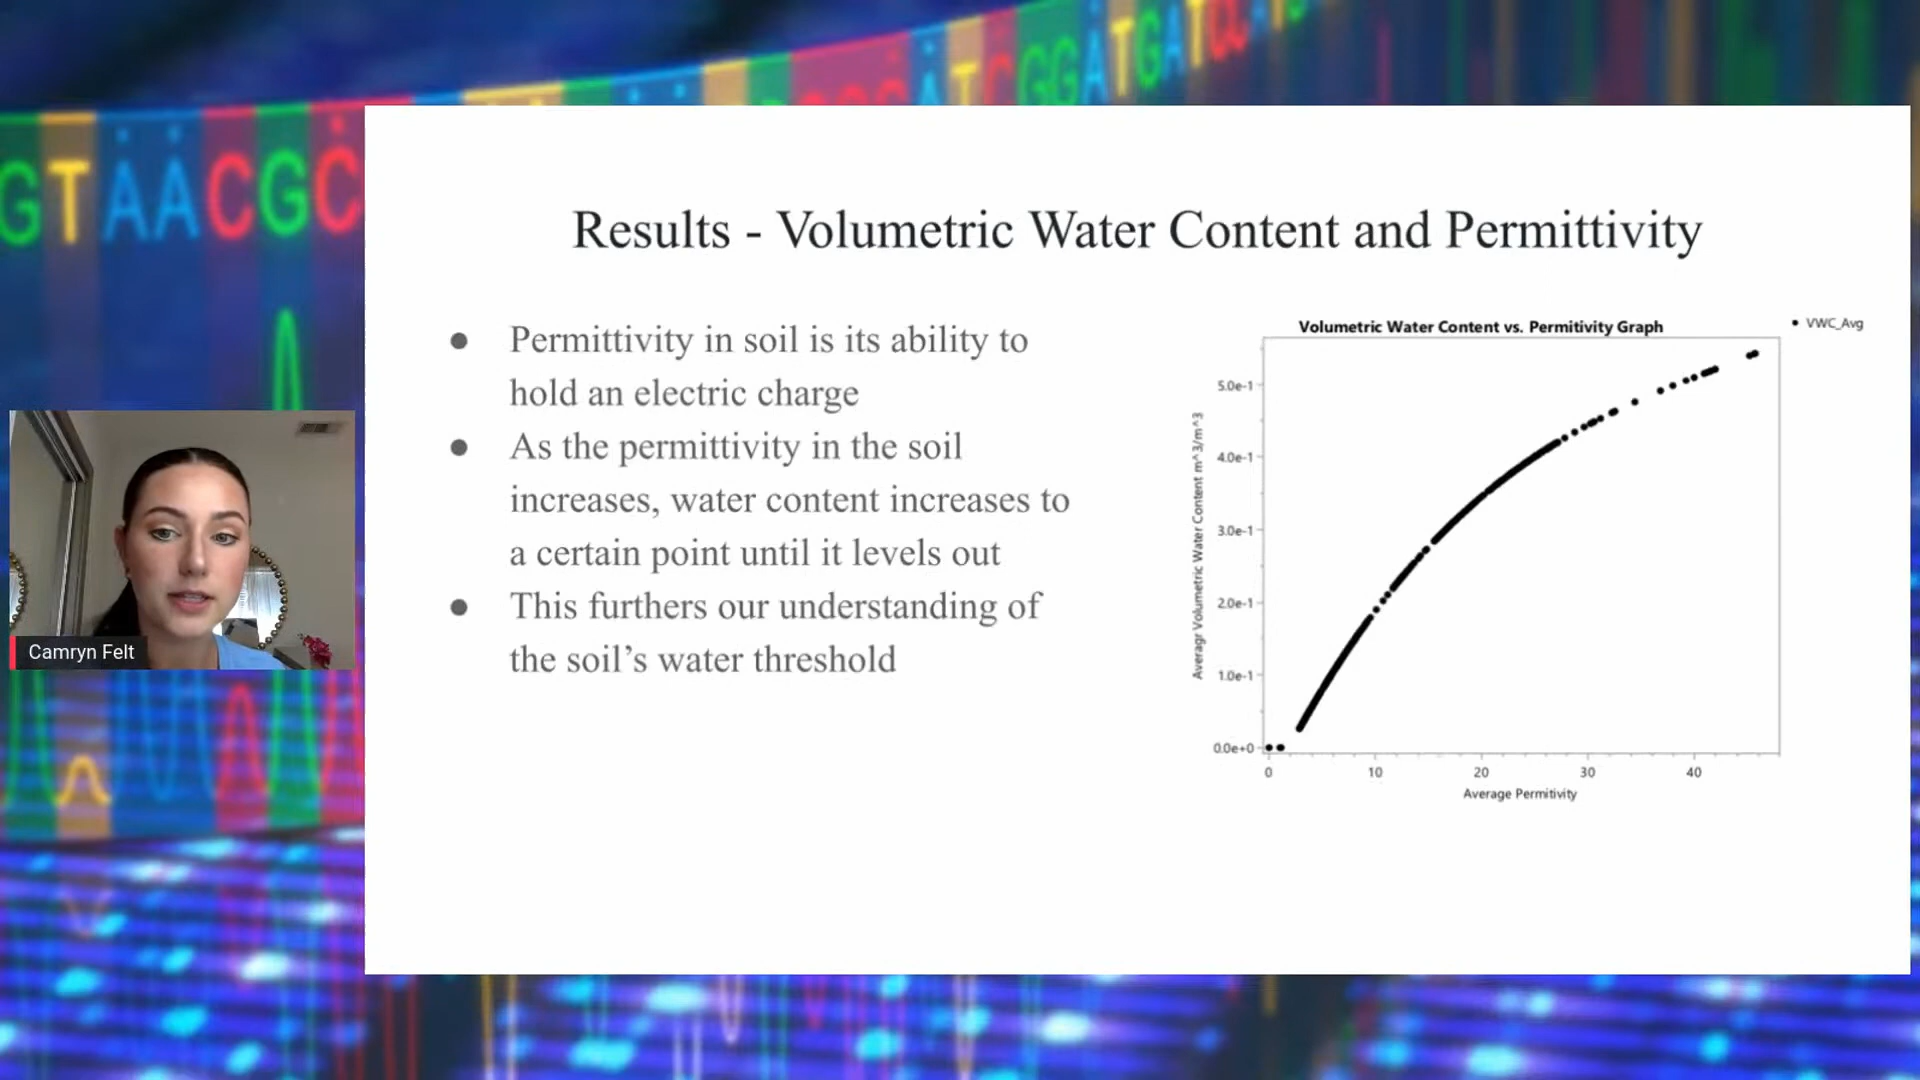 GTAACGC
ATCGGATGAT
Results - Volumetric Water Content and Permittivity
● Permittivity in soil is its ability to
hold an electric charge
● As the permittivity in the soil
increases, water content increases to
a certain point until it levels out
● This furthers our understanding of
the soil’s water threshold
Volumetric Water Content vs. Permitivity Graph
VWC_Avg
Averagr Volumetric Water Content m^3/m^3
5.0e-1
4.0e-1
3.0e-1
2.0e-1
1.0e-1
0.0e+0
0 10 20 30 40
Average Permitivity
Camryn Felt